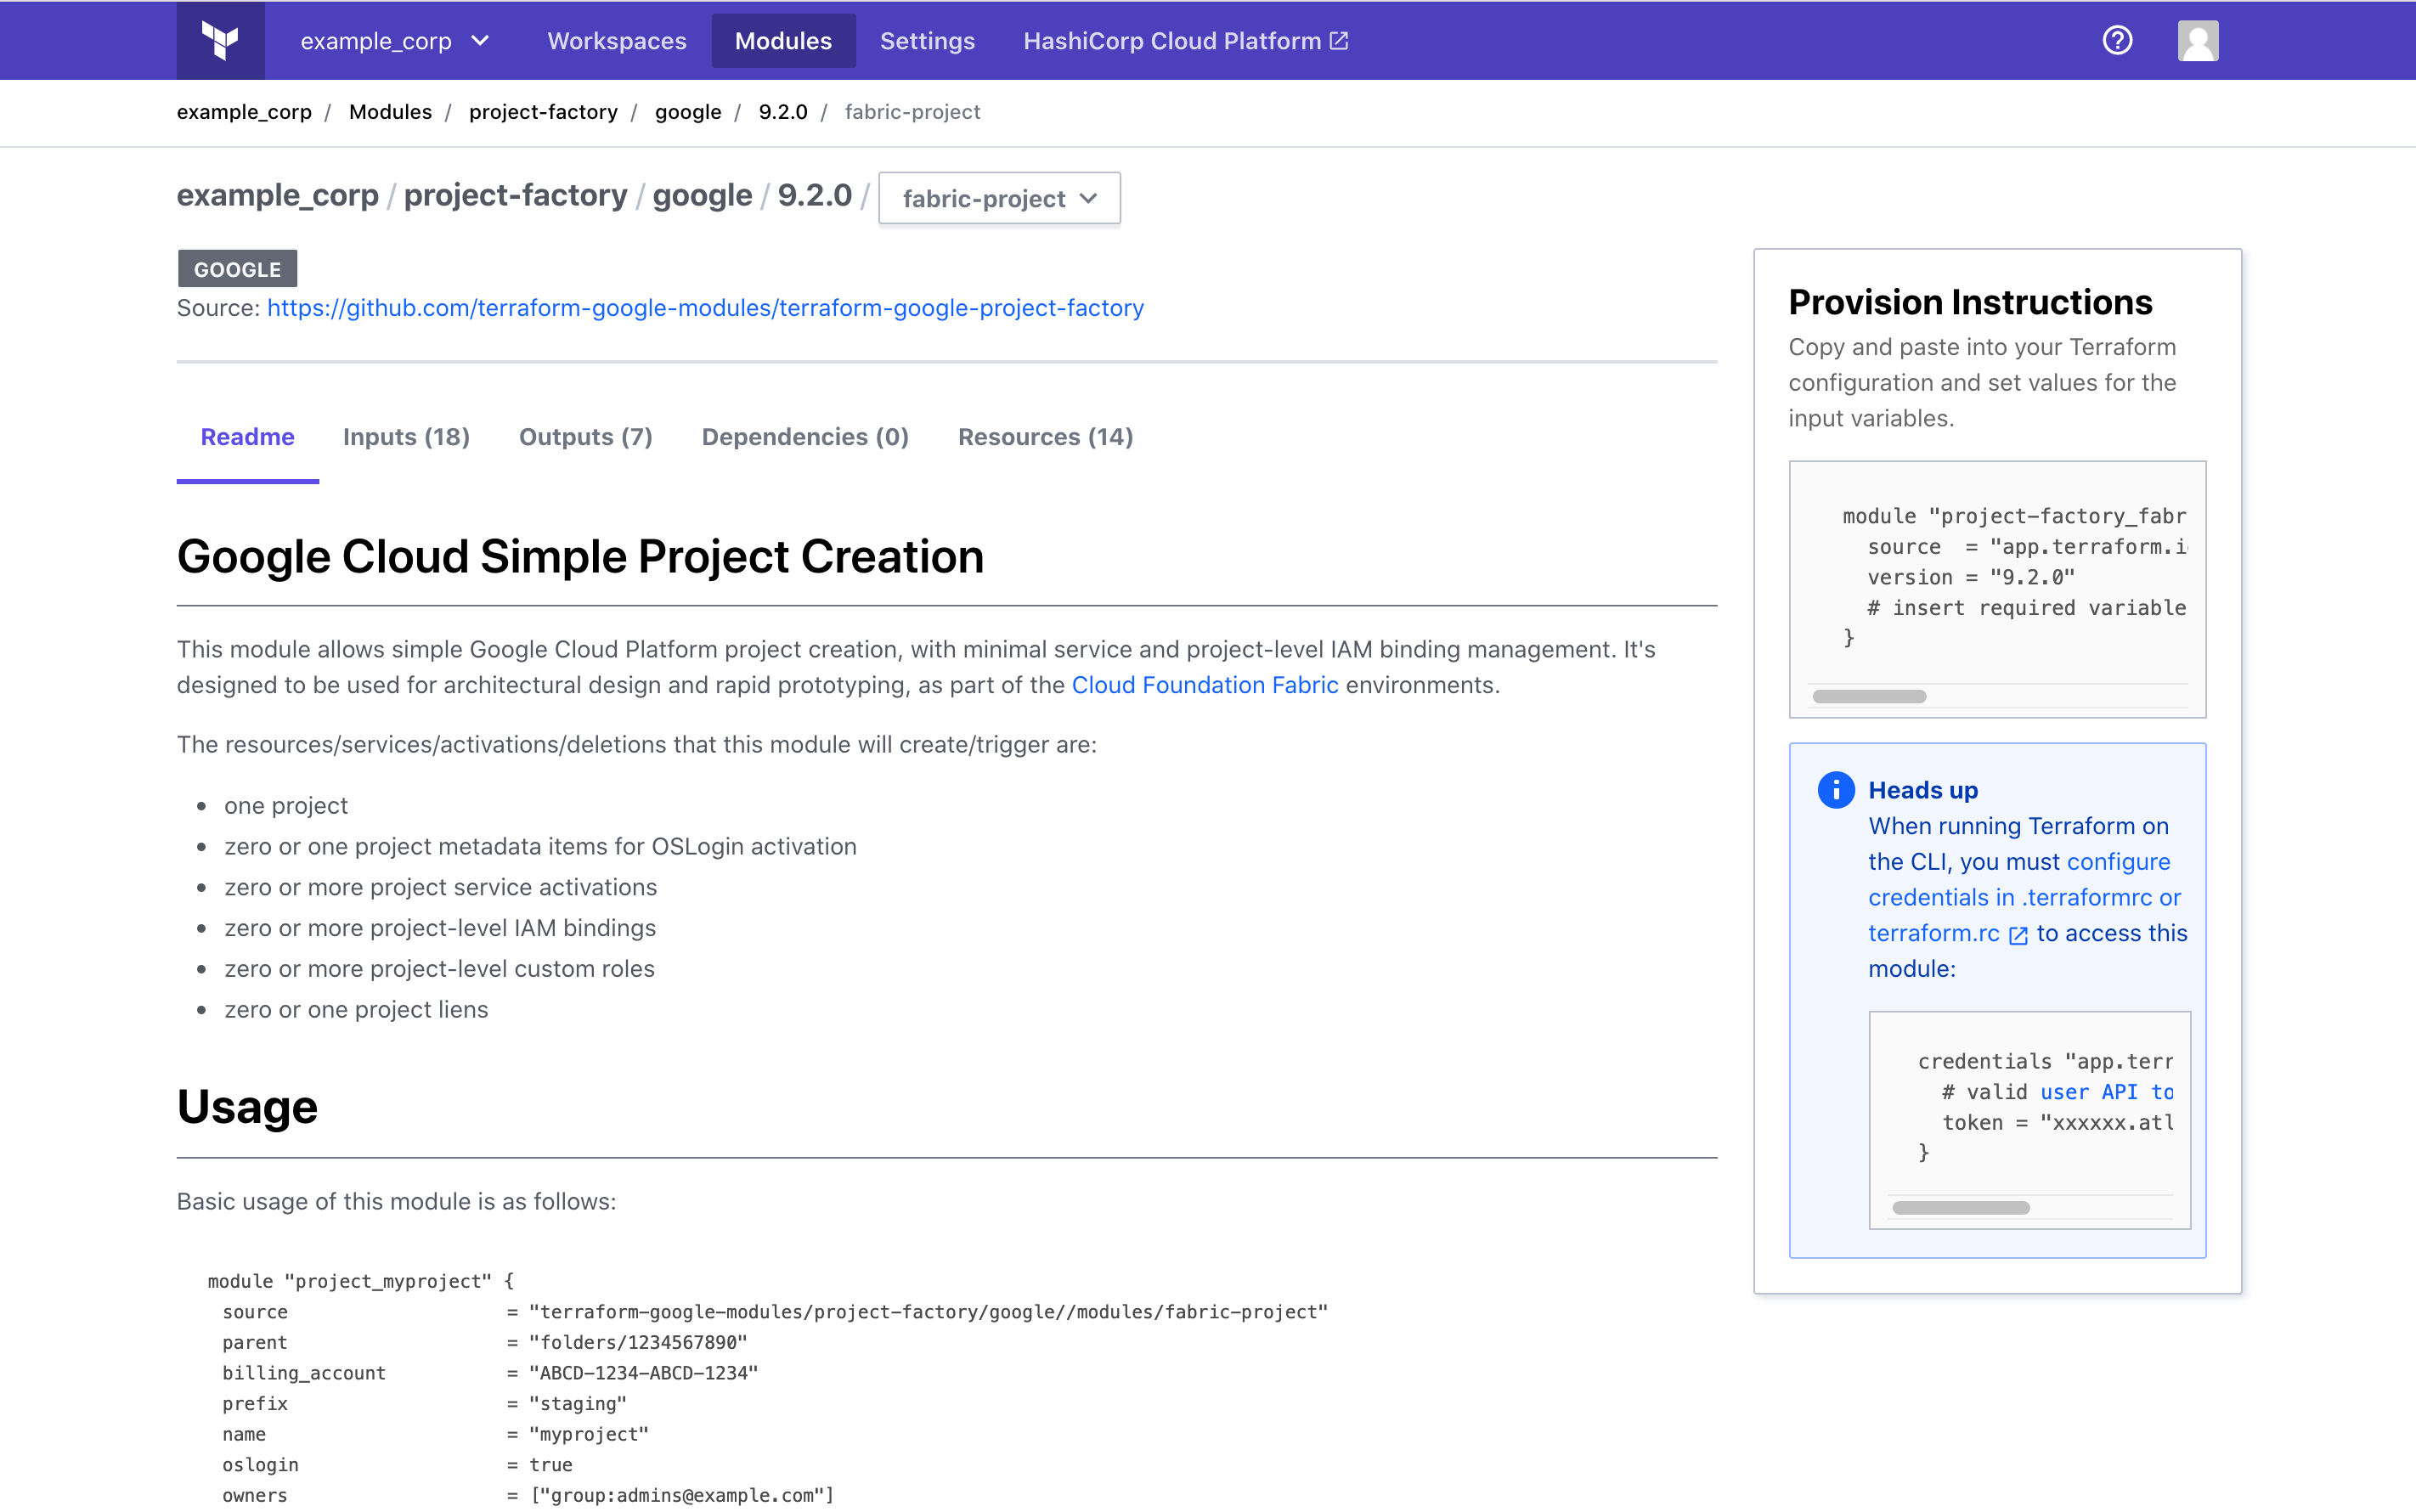 example_corp Workspaces Modules Settings HashiCorp Cloud Platform
example_corp / Modules / project-factory / google / 9.2.0 / fabric-project
example_corp / project-factory / google / 9.2.0 / fabric-project
GOOGLE
Source: https://github.com/terraform-google-modules/terraform-google-project-factory
Readme Inputs (18) Outputs (7) Dependencies (0) Resources (14)
Google Cloud Simple Project Creation
This module allows simple Google Cloud Platform project creation, with minimal service and project-level IAM binding management. It's
designed to be used for architectural design and rapid prototyping, as part of the Cloud Foundation Fabric environments.
The resources/services/activations/deletions that this module will create/trigger are:
• one project
• zero or one project metadata items for OSLogin activation
• zero or more project service activations
• zero or more project-level IAM bindings
• zero or more project-level custom roles
• zero or one project liens
Usage
Basic usage of this module is as follows:
module "project_myproject" {
source = "terraform-google-modules/project-factory/google//modules/fabric-project"
parent = "folders/1234567890"
billing_account = "ABCD-1234-ABCD-1234"
prefix = "staging"
name = "myproject"
oslogin = true
owners = ["group:admins@example.com"]
Provision Instructions
Copy and paste into your Terraform
configuration and set values for the
input variables.
module "project-factory_fabr
source = "app.terraform.i
version = "9.2.0"
# insert required variable
}
Heads up
When running Terraform on
the CLI, you must configure
credentials in .terraformrc or
terraform.rc to access this
module:
credentials "app.terr
# valid user API to
token = "xxxxxx.atl
}